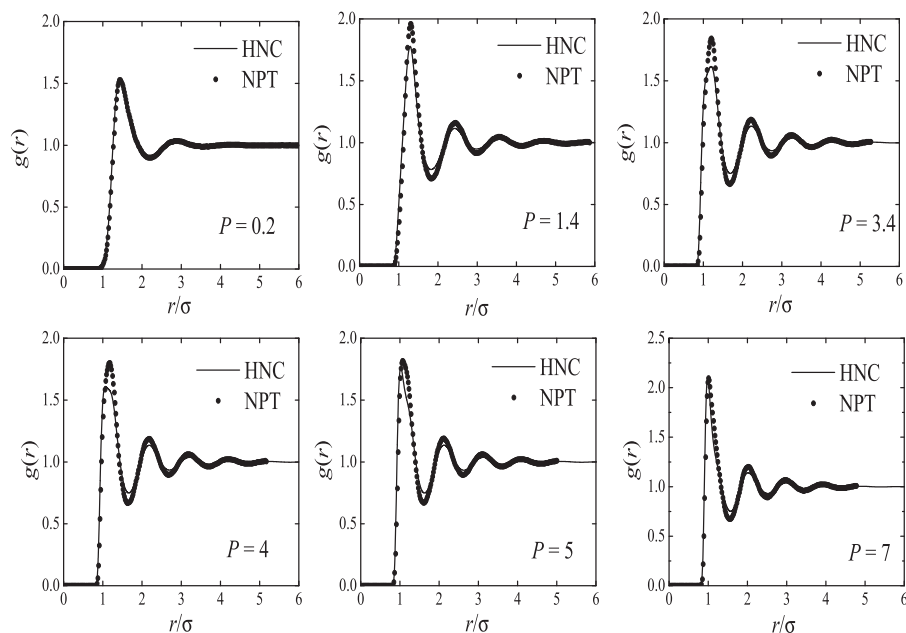 2.0
1.5
1.0
0.5
0.0
g(r)
HNC
NPT
P = 0.2
0 1 2 3 4 5 6
r/σ
2.0
1.5
1.0
0.5
0.0
g(r)
HNC
NPT
P = 1.4
0 1 2 3 4 5 6
r/σ
2.0
1.5
1.0
0.5
0.0
g(r)
HNC
NPT
P = 3.4
0 1 2 3 4 5 6
r/σ
2.0
1.5
1.0
0.5
0.0
g(r)
HNC
NPT
P = 4
0 1 2 3 4 5 6
r/σ
2.0
1.5
1.0
0.5
0.0
g(r)
HNC
NPT
P = 5
0 1 2 3 4 5 6
r/σ
2.5
2.0
1.5
1.0
0.5
0.0
g(r)
HNC
NPT
P = 7
0 1 2 3 4 5 6
r/σ